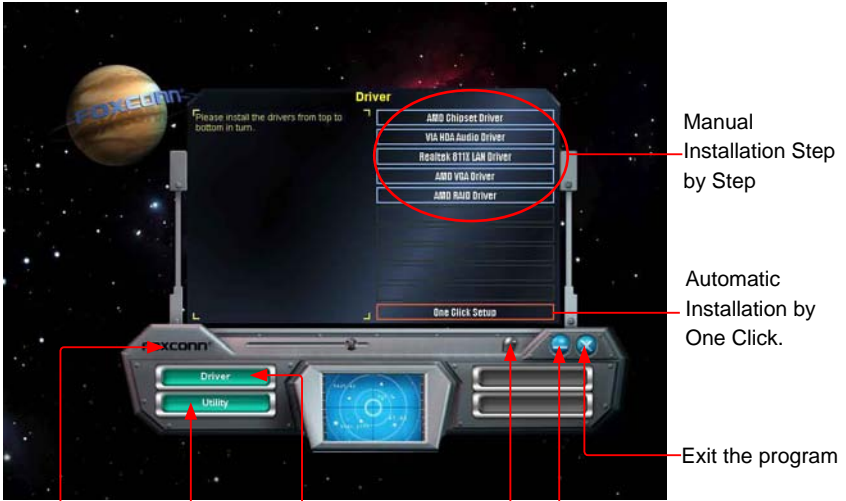 FOXCONN
Driver
Please install the drivers from top to
bottom in turn.
AMD Chipset Driver
VIA HDA Audio Driver
Realtek 811X LAN Driver
AMD VGA Driver
AMD RAID Driver
One Click Setup
Manual
Installation Step
by Step
Automatic
Installation by
One Click.
FOXCONN
Driver
Utility
Exit the program